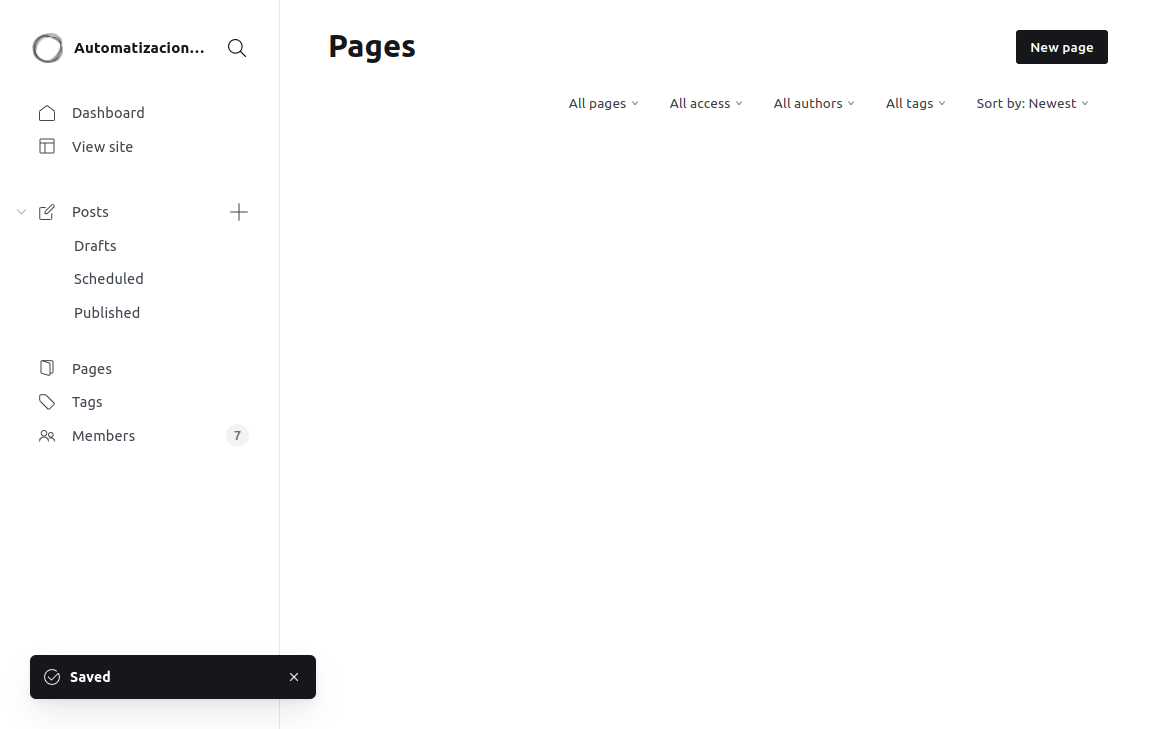 Automatizacion...
Dashboard
View site
Posts
Drafts
Scheduled
Published
Pages
Tags
Members 7
Pages
New page
All pages All access All authors All tags Sort by: Newest
Saved